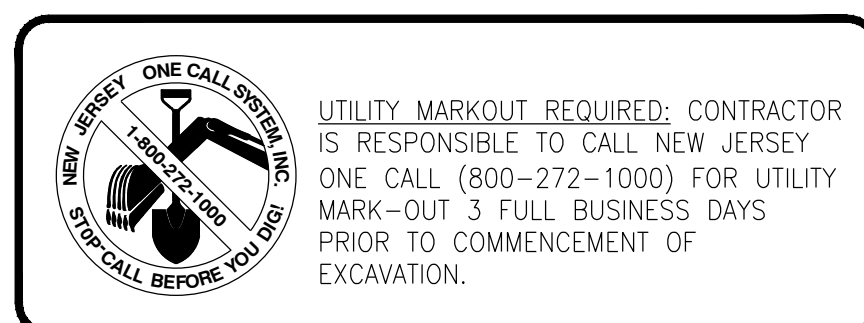 NEW JERSEY ONE CALL SYSTEM, INC.
1-800-272-1000
STOP-CALL BEFORE YOU DIG!
UTILITY MARKOUT REQUIRED: CONTRACTOR
IS RESPONSIBLE TO CALL NEW JERSEY
ONE CALL (800-272-1000) FOR UTILITY
MARK-OUT 3 FULL BUSINESS DAYS
PRIOR TO COMMENCEMENT OF
EXCAVATION.